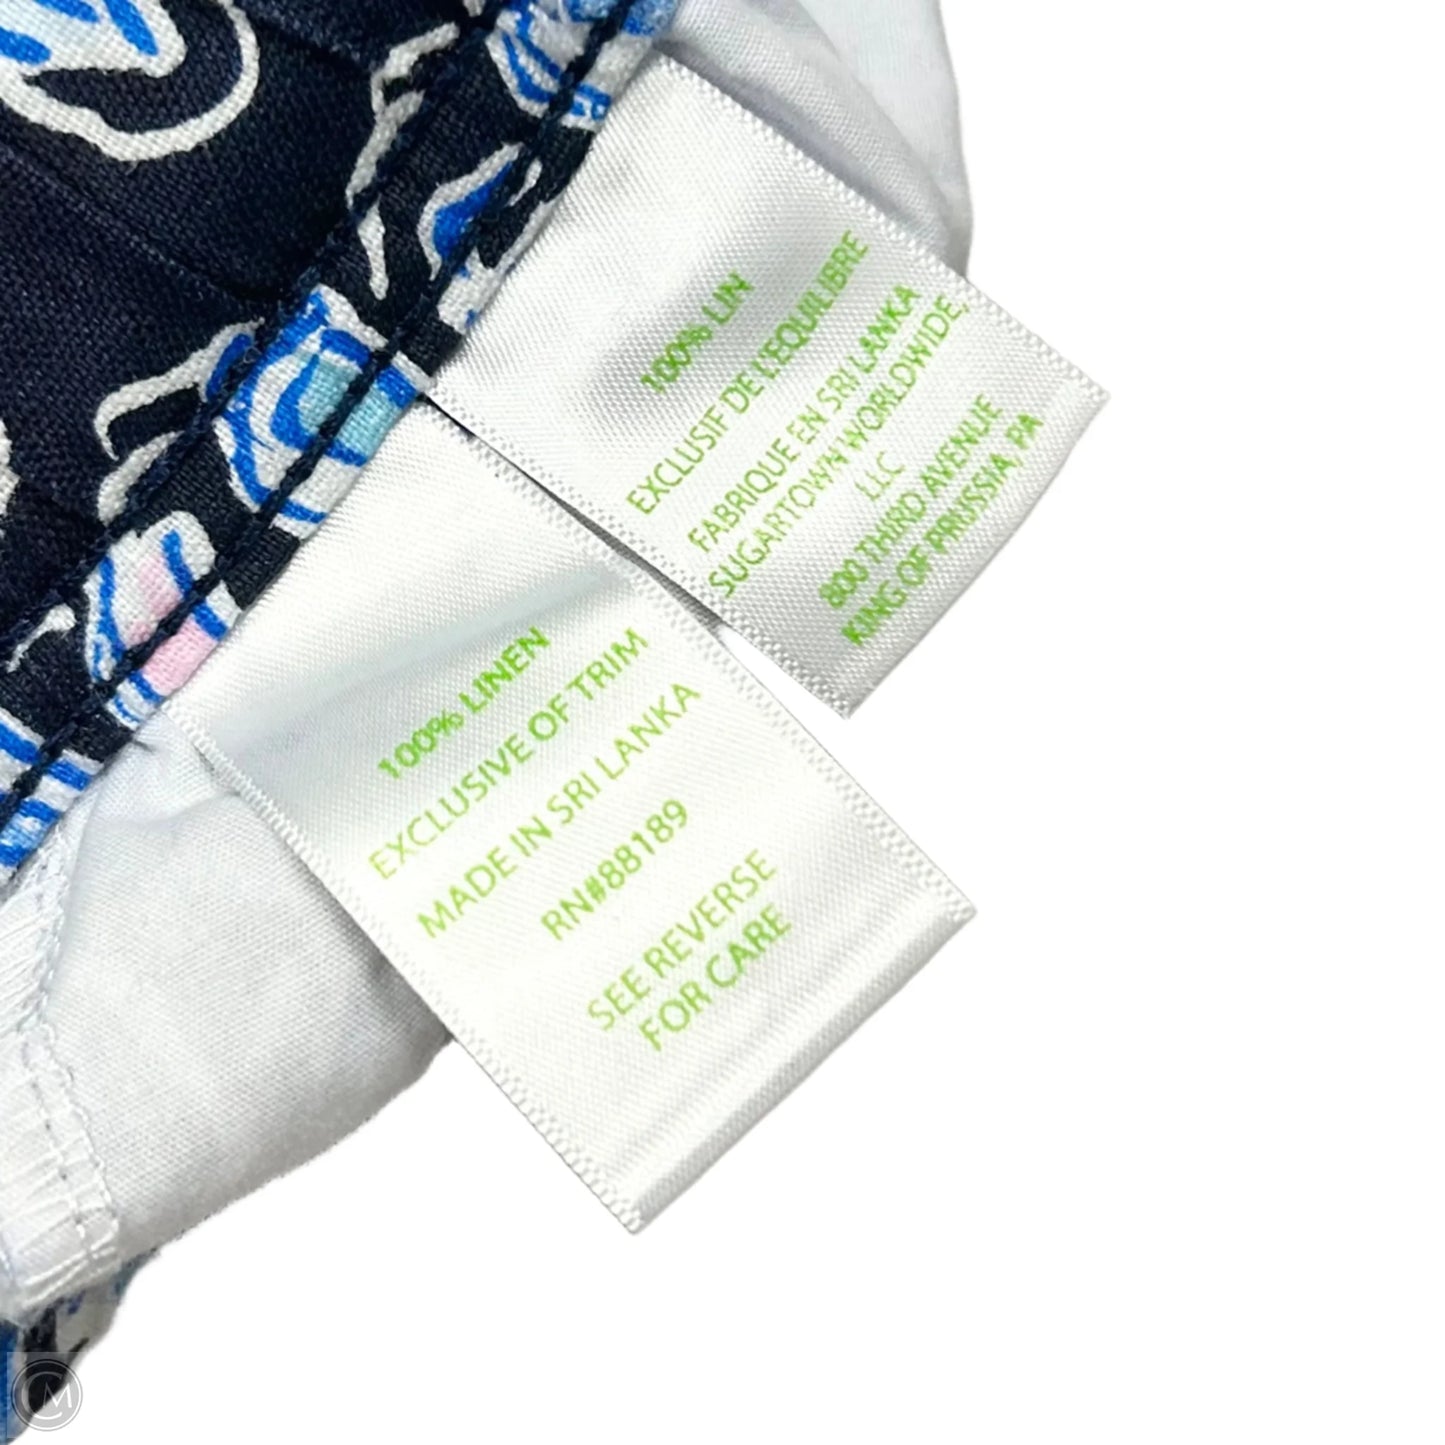 100% LIN
EXCLUSIF DE L'EQUILIBRE
FABRIQUE EN SRI LANKA
SUGARTOWN WORLDWIDE,
LLC
800 THIRD AVENUE
KING OF PRUSSIA, PA
100% LINEN
EXCLUSIVE OF TRIM
MADE IN SRI LANKA
RN#88189
SEE REVERSE
FOR CARE
CM